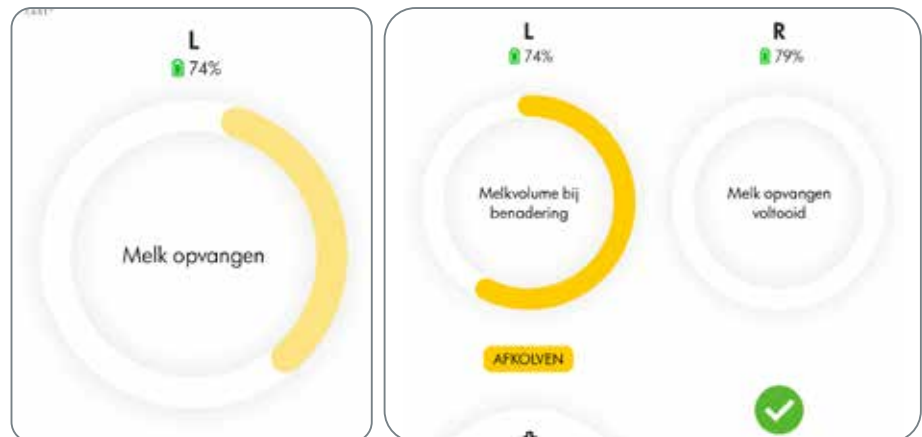 L
74%
Melk opvangen
L
74%
Melkvolume bij
benadering
AFKOLVEN
R
79%
Melk opvangen
voltooid